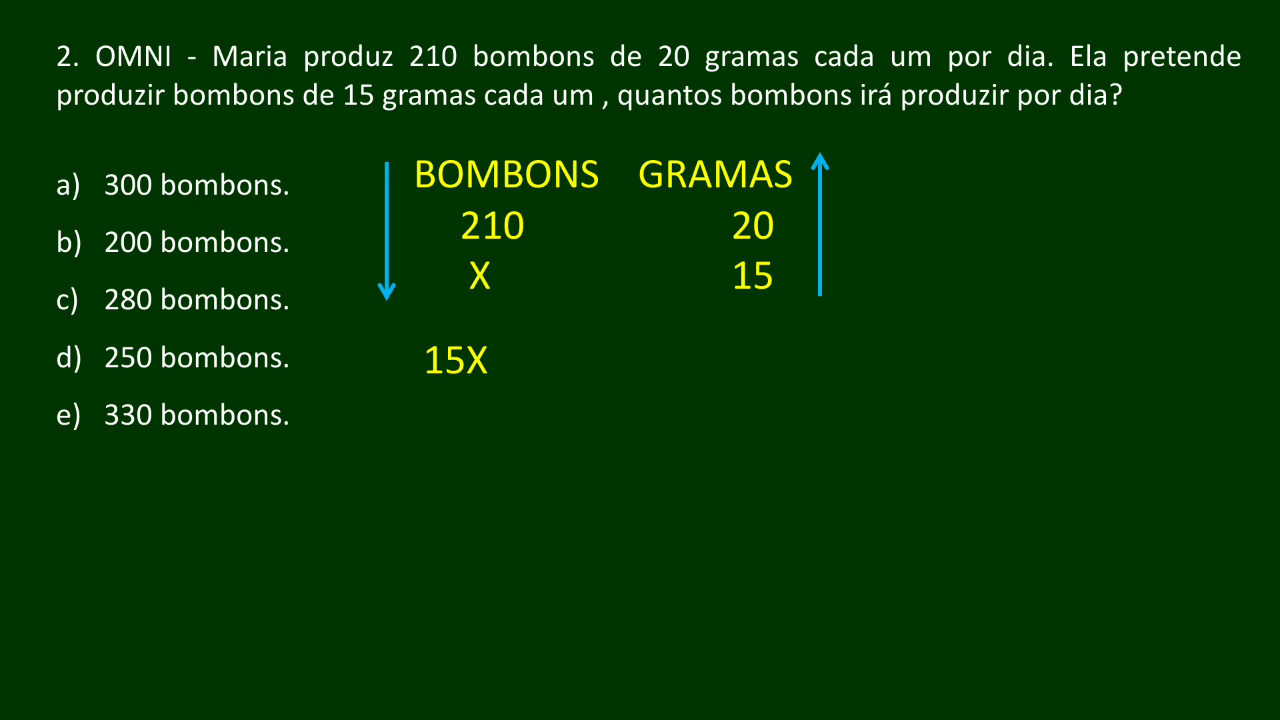 2. OMNI - Maria produz 210 bombons de 20 gramas cada um por dia. Ela pretende
produzir bombons de 15 gramas cada um , quantos bombons irá produzir por dia?
a) 300 bombons.
b) 200 bombons.
c) 280 bombons.
d) 250 bombons.
e) 330 bombons.
BOMBONS GRAMAS
210 20
X 15
15X